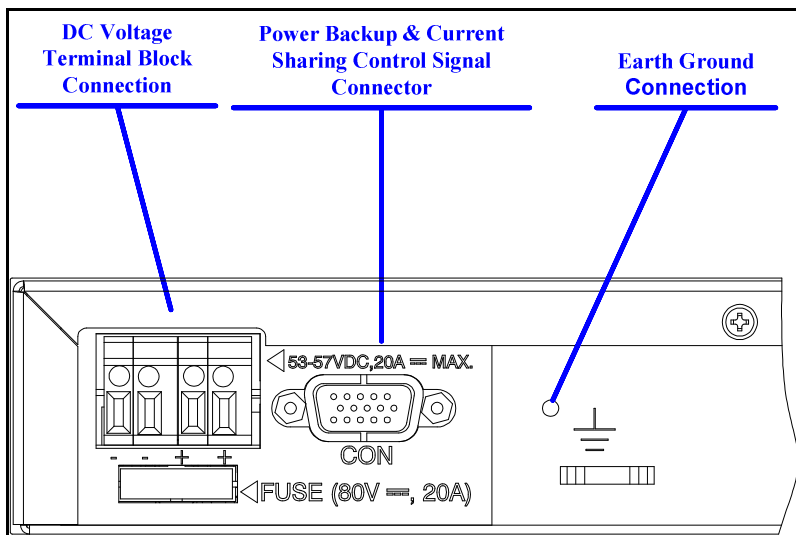 DC Voltage
Terminal Block
Connection
Power Backup & Current
Sharing Control Signal
Connector
Earth Ground
Connection
53-57VDC,20A ⎓ MAX.
CON
- - + +
FUSE (80V ⎓, 20A)